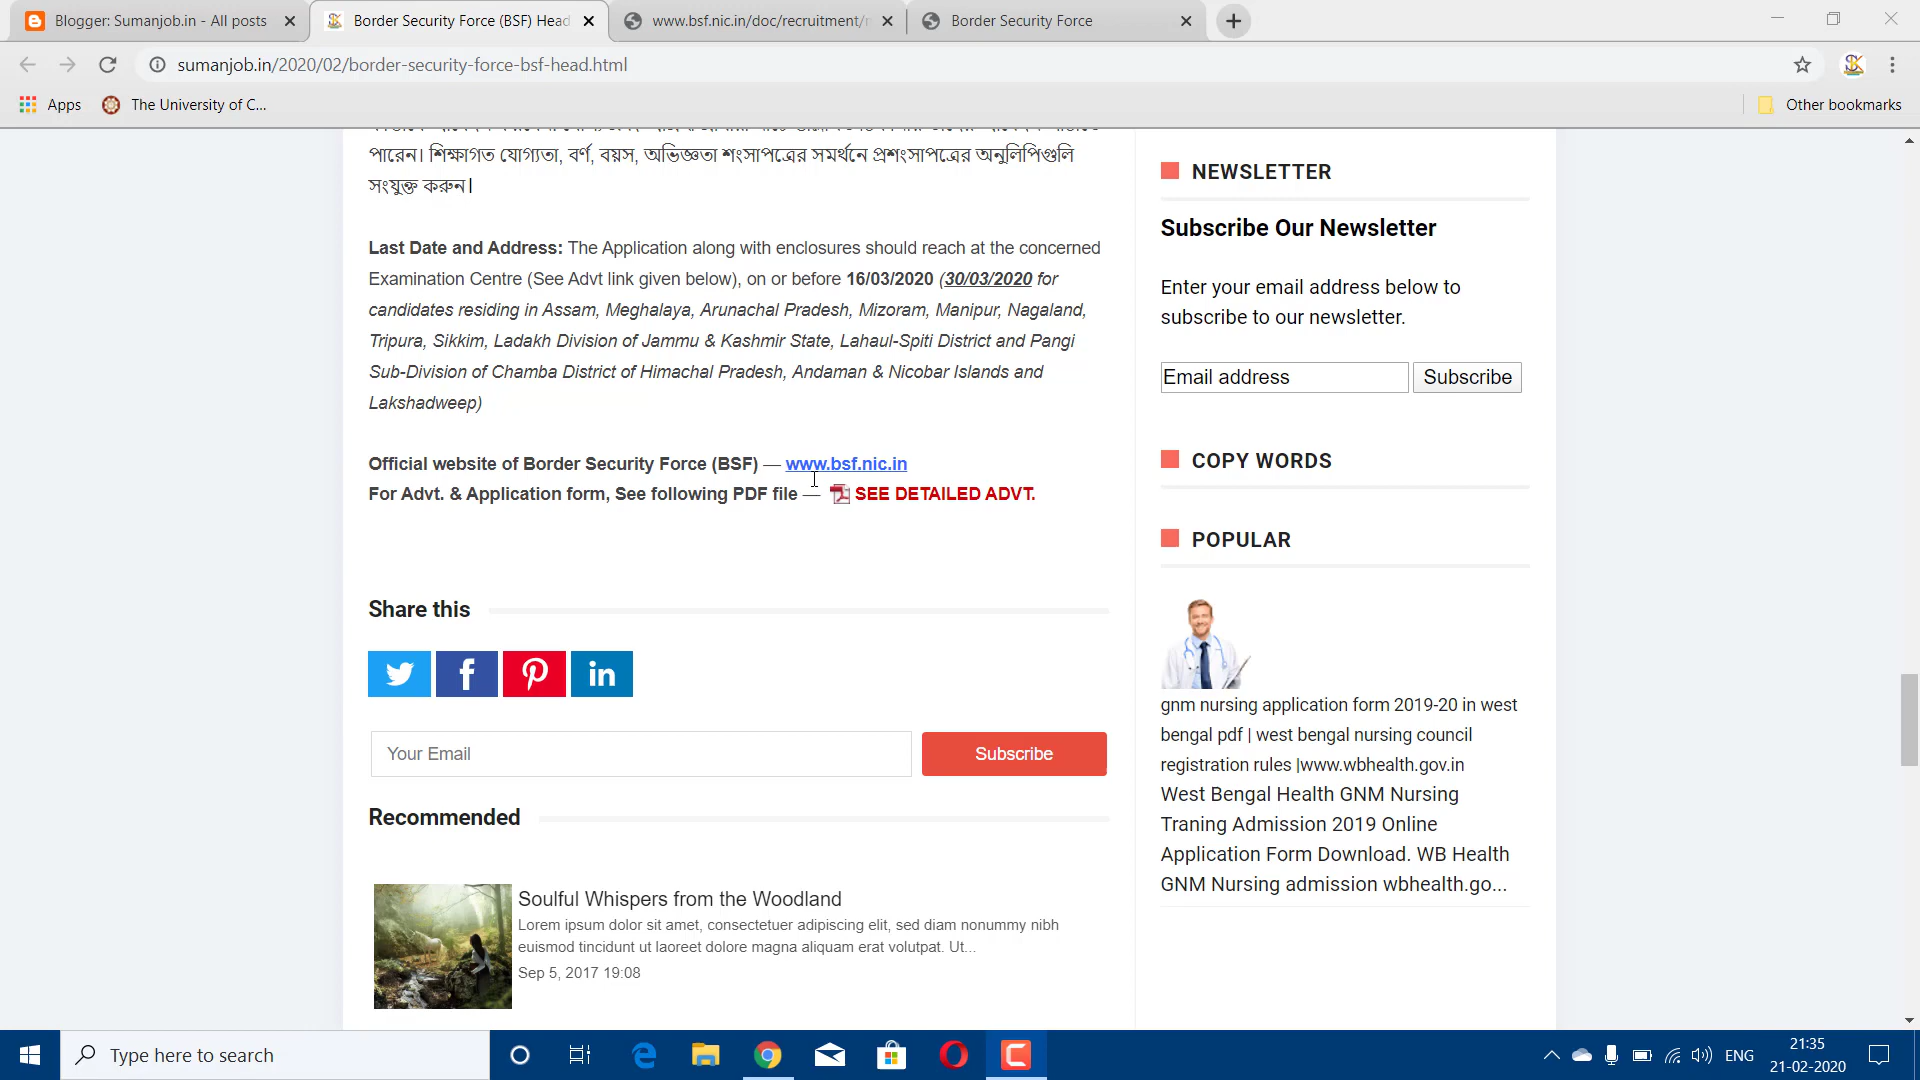 Blogger: Sumanjob.in - All posts
Border Security Force (BSF) Head
www.bsf.nic.in/doc/recruitment/
Border Security Force
sumanjob.in/2020/02/border-security-force-bsf-head.html
Apps
The University of C...
Other bookmarks
পারেন। শিক্ষাগত যোগ্যতা, বর্ণ, বয়স, অভিজ্ঞতা শংসাপত্রের সমর্থনে প্রশংসাপত্রের অনুলিপিগুলি
সংযুক্ত করুন।
Last Date and Address: The Application along with enclosures should reach at the concerned
Examination Centre (See Advt link given below), on or before 16/03/2020 (30/03/2020 for
candidates residing in Assam, Meghalaya, Arunachal Pradesh, Mizoram, Manipur, Nagaland,
Tripura, Sikkim, Ladakh Division of Jammu & Kashmir State, Lahaul-Spiti District and Pangi
Sub-Division of Chamba District of Himachal Pradesh, Andaman & Nicobar Islands and
Lakshadweep)
Official website of Border Security Force (BSF) — www.bsf.nic.in
For Advt. & Application form, See following PDF file — SEE DETAILED ADVT.
Share this
Your Email
Subscribe
Recommended
Soulful Whispers from the Woodland
Lorem ipsum dolor sit amet, consectetuer adipiscing elit, sed diam nonummy nibh
euismod tincidunt ut laoreet dolore magna aliquam erat volutpat. Ut...
Sep 5, 2017 19:08
NEWSLETTER
Subscribe Our Newsletter
Enter your email address below to
subscribe to our newsletter.
Email address
Subscribe
COPY WORDS
POPULAR
gnm nursing application form 2019-20 in west
bengal pdf | west bengal nursing council
registration rules |www.wbhealth.gov.in
West Bengal Health GNM Nursing
Traning Admission 2019 Online
Application Form Download. WB Health
GNM Nursing admission wbhealth.go...
Type here to search
ENG
21:35
21-02-2020